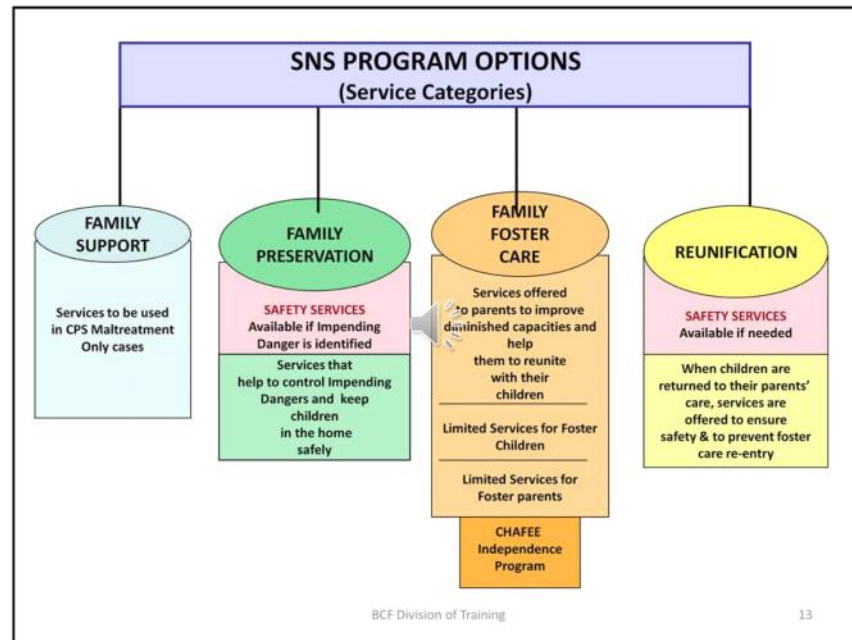 SNS PROGRAM OPTIONS
(Service Categories)
FAMILY
SUPPORT
Services to be used
in CPS Maltreatment
Only cases
FAMILY
PRESERVATION
SAFETY SERVICES
Available if Impending
Danger is identified
Services that
help to control Impending
Dangers and keep
children
in the home
safely
FAMILY
FOSTER
CARE
Services offered
to parents to improve
diminished capacities and
help
them to reunite
with their
children
Limited Services for Foster
Children
Limited Services for
Foster parents
CHAFEE
Independence
Program
REUNIFICATION
SAFETY SERVICES
Available if needed
When children are
returned to their parents’
care, services are
offered to ensure
safety & to prevent foster
care re-entry
BCF Division of Training
13